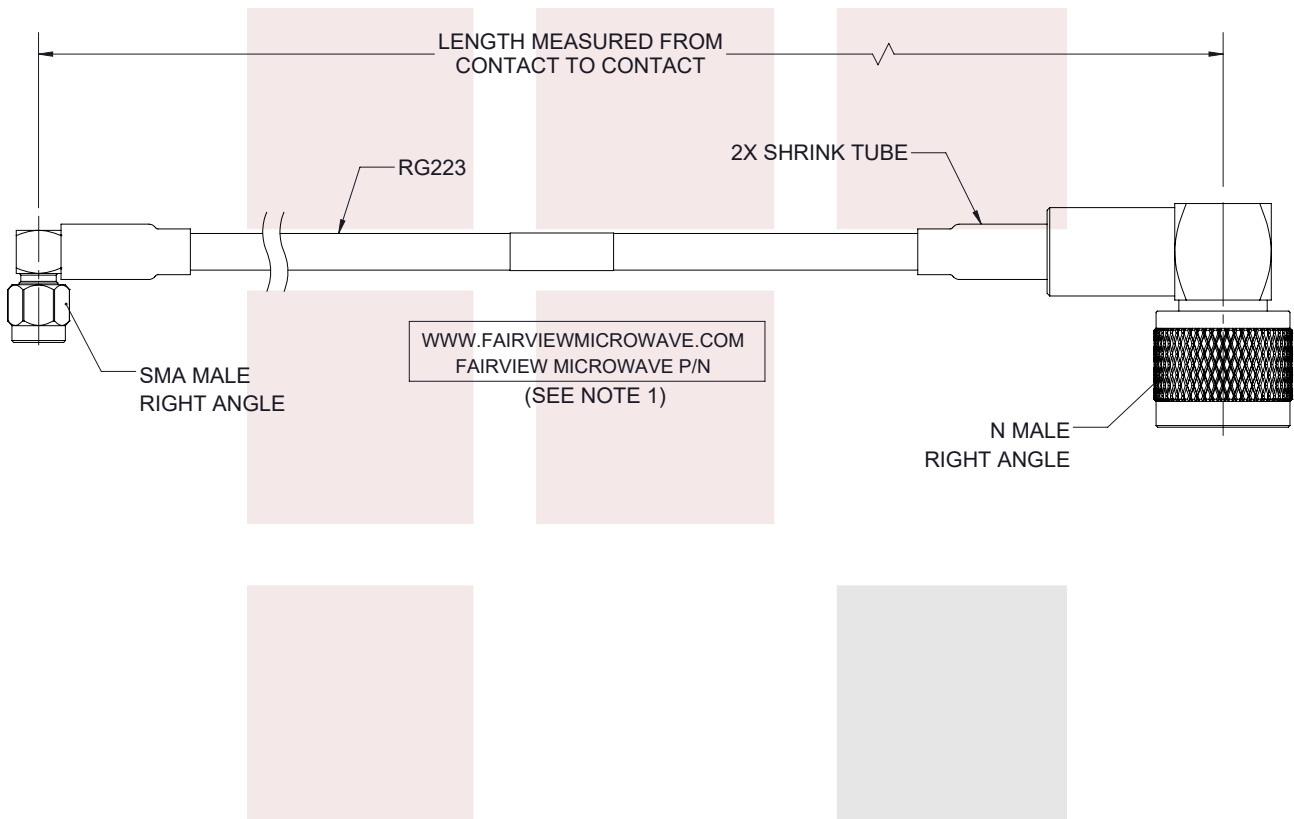 LENGTH MEASURED FROM
CONTACT TO CONTACT
RG223
2X SHRINK TUBE
WWW.FAIRVIEWMICROWAVE.COM
FAIRVIEW MICROWAVE P/N
(SEE NOTE 1)
SMA MALE
RIGHT ANGLE
N MALE
RIGHT ANGLE